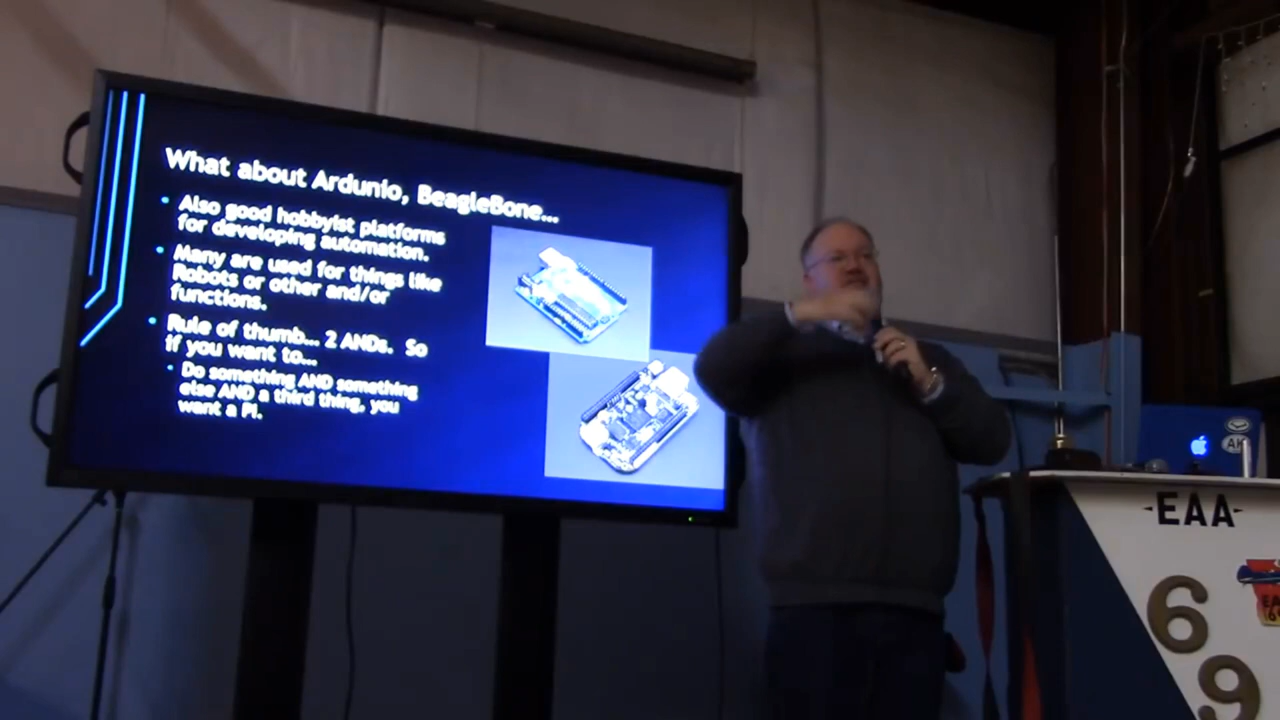 What about Ardunio, BeagleBone...
Also good hobbyist platforms
for developing automation.
Many are used for things like
Robots or other and/or
functions.
Rule of thumb... 2 ANDs. So
if you want to...
Do something AND something
else AND a third thing, you
want a Pi.
-EAA-
6
9